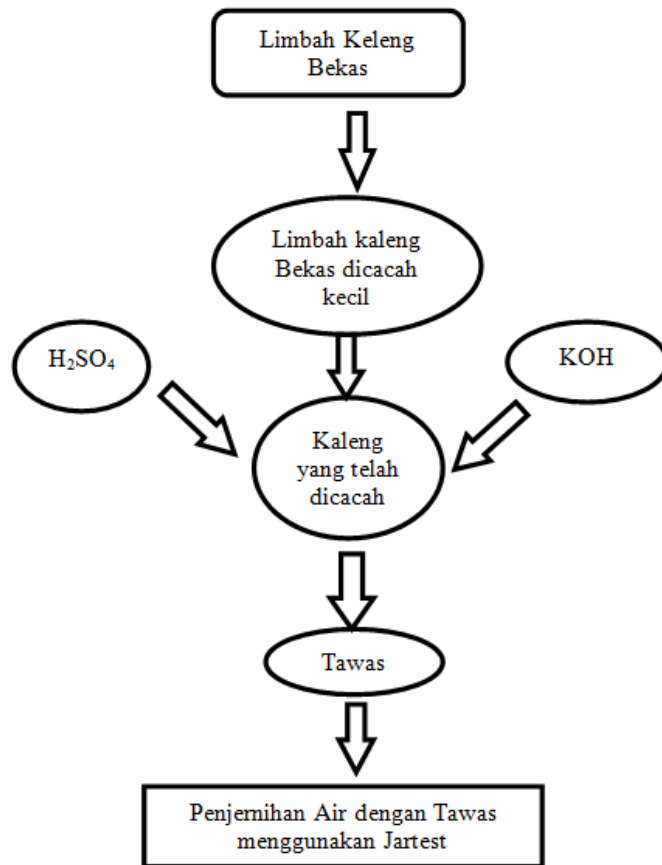 Limbah Keleng
Bekas
Limbah kaleng
Bekas dicacah
kecil
H₂SO₄
KOH
Kaleng
yang telah
dicacah
Tawas
Penjernihan Air dengan Tawas
menggunakan Jartest